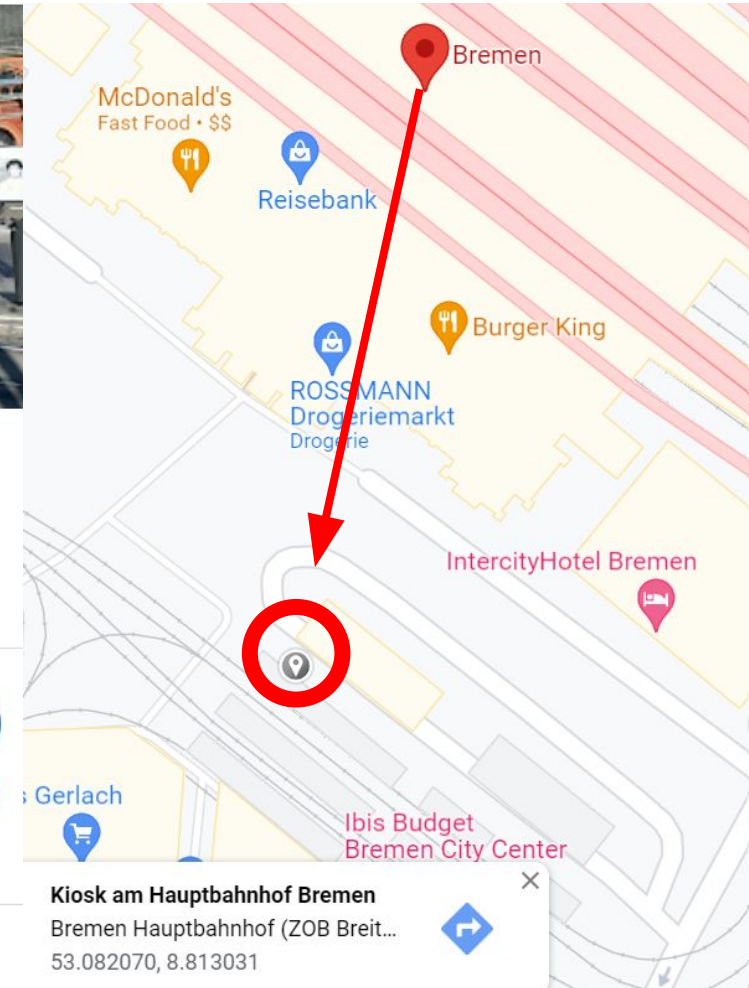 Bremen
McDonald's
Fast Food • $$
Reisebank
Burger King
ROSSMANN
Drogeriemarkt
Drogerie
IntercityHotel Bremen
Gerlach
Ibis Budget
Bremen City Center
Kiosk am Hauptbahnhof Bremen
Bremen Hauptbahnhof (ZOB Breit...
53.082070, 8.813031